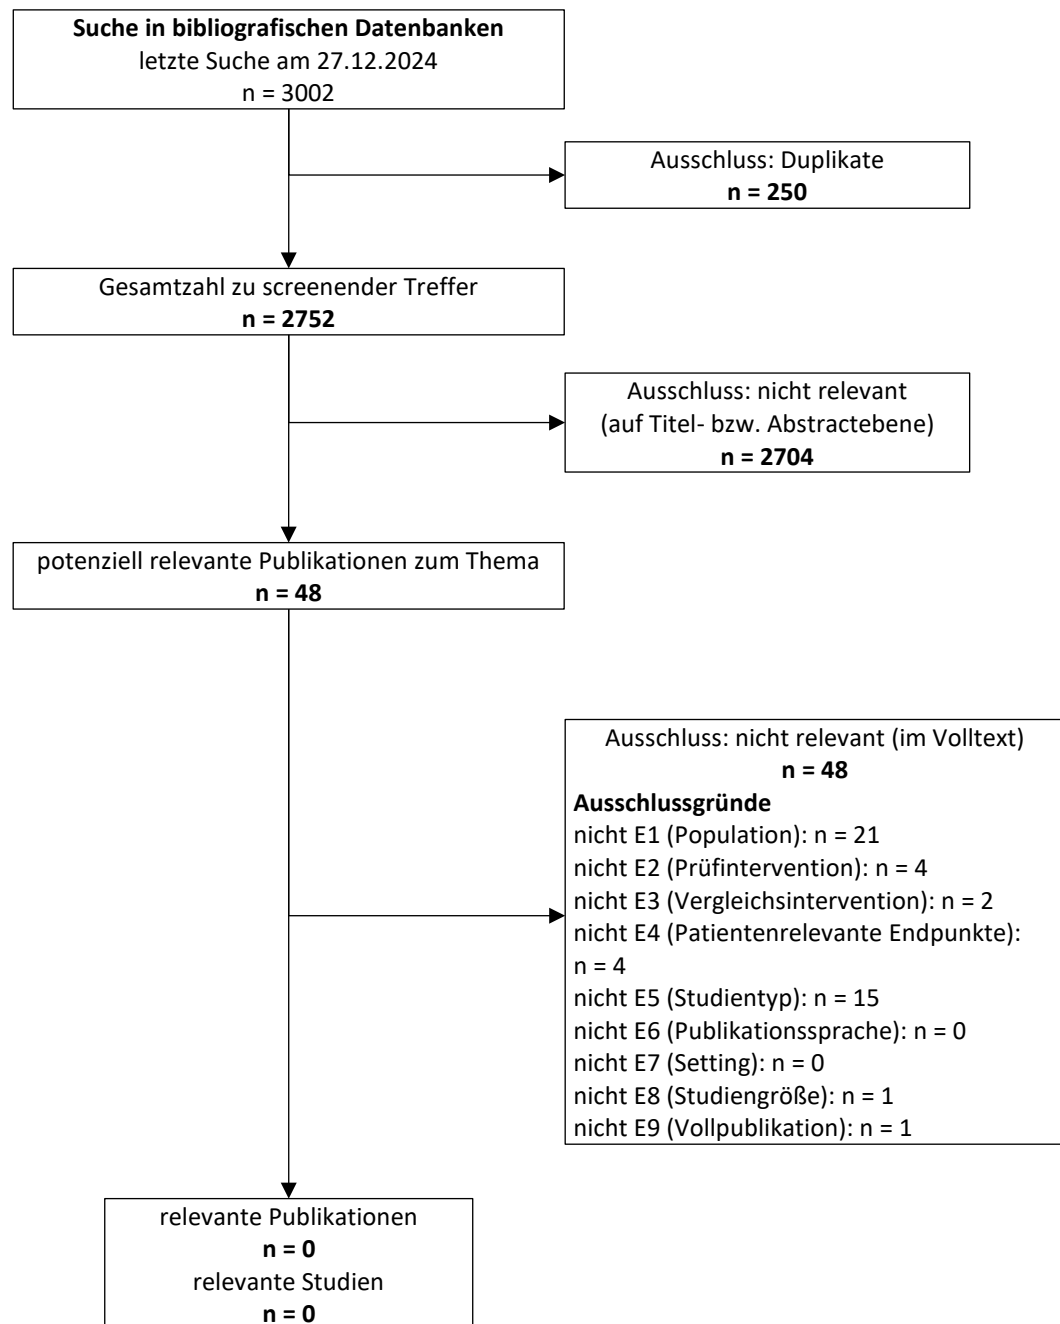 Suche in bibliografischen Datenbanken
letzte Suche am 27.12.2024
n = 3002
Ausschluss: Duplikate
n = 250
Gesamtzahl zu screenender Treffer
n = 2752
Ausschluss: nicht relevant
(auf Titel- bzw. Abstractebene)
n = 2704
potenziell relevante Publikationen zum Thema
n = 48
Ausschluss: nicht relevant (im Volltext)
n = 48
Ausschlussgründe
nicht E1 (Population): n = 21
nicht E2 (Prüfintervention): n = 4
nicht E3 (Vergleichsintervention): n = 2
nicht E4 (Patientenrelevante Endpunkte):
n = 4
nicht E5 (Studientyp): n = 15
nicht E6 (Publikationssprache): n = 0
nicht E7 (Setting): n = 0
nicht E8 (Studiengröße): n = 1
nicht E9 (Vollpublikation): n = 1
relevante Publikationen
n = 0
relevante Studien
n = 0